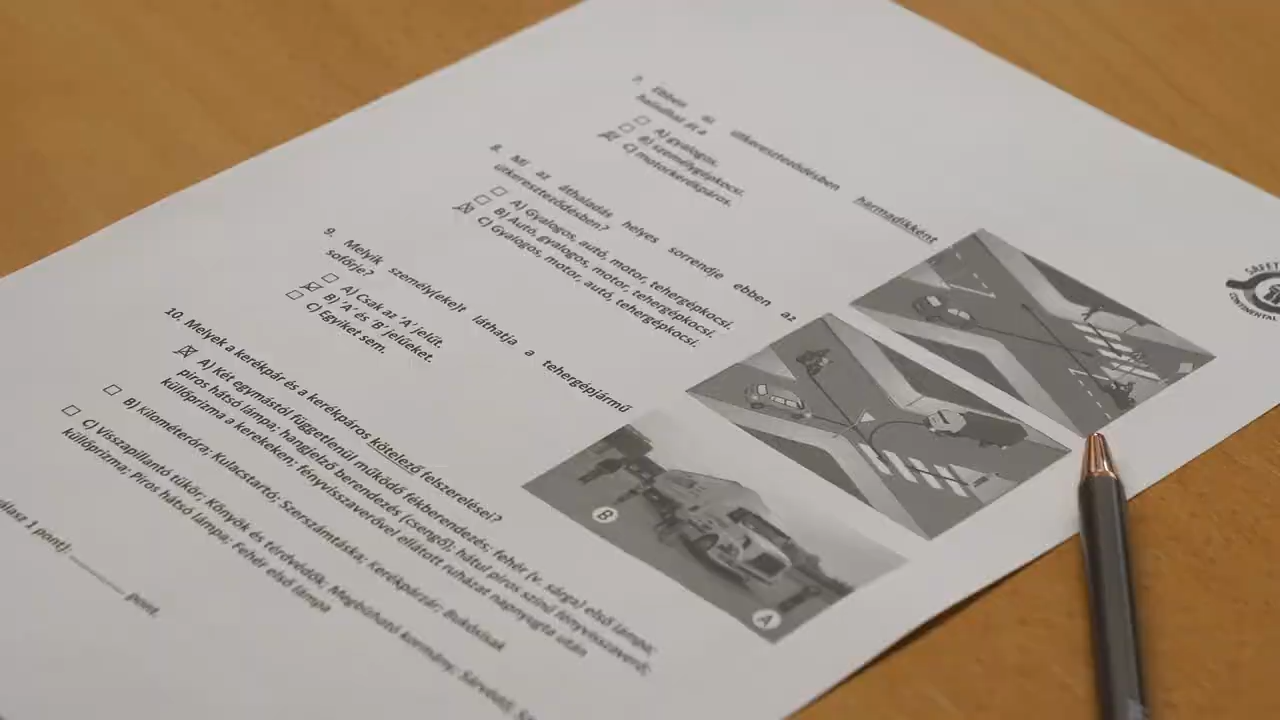 7. Ebben az útkereszteződésben harmadikként
haladhat át a
A) gyalogos.
B) személygépkocsi.
C) motorkerékpáros.
8. Mi az áthaladás helyes sorrendje ebben az
útkereszteződésben?
A) Gyalogos, autó, motor, tehergépkocsi.
B) Autó, gyalogos, motor, tehergépkocsi.
C) Gyalogos, motor, autó, tehergépkocsi.
9. Melyik személy(eke)t láthatja a tehergépjármű
sofőrje?
A) Csak az 'A' jelűt.
B) 'A' és 'B' jelűeket.
C) Egyiket sem.
10. Melyek a kerékpár és a kerékpáros kötelező felszerelései?
A) Két egymástól függetlenül működő fékberendezés; fehér (v. sárga) első lámpa;
piros hátsó lámpa; hangjelző berendezés (csengő); hátul piros színű fényvisszaverő;
küllőprizma a kerekeken; fényvisszaverővel ellátott ruházat napnyugta után
B) Kilométeróra; Kulacstartó; Szerszámtáska; Kerékpárzár; Bukósisak
C) Visszapillantó tükör; Könyök és térdvédők; Megbízható kormány; Sárvédő;
küllőprizma; Piros hátsó lámpa; Fehér első lámpa
1 pont): pont.
B
A
CONTINENTAL